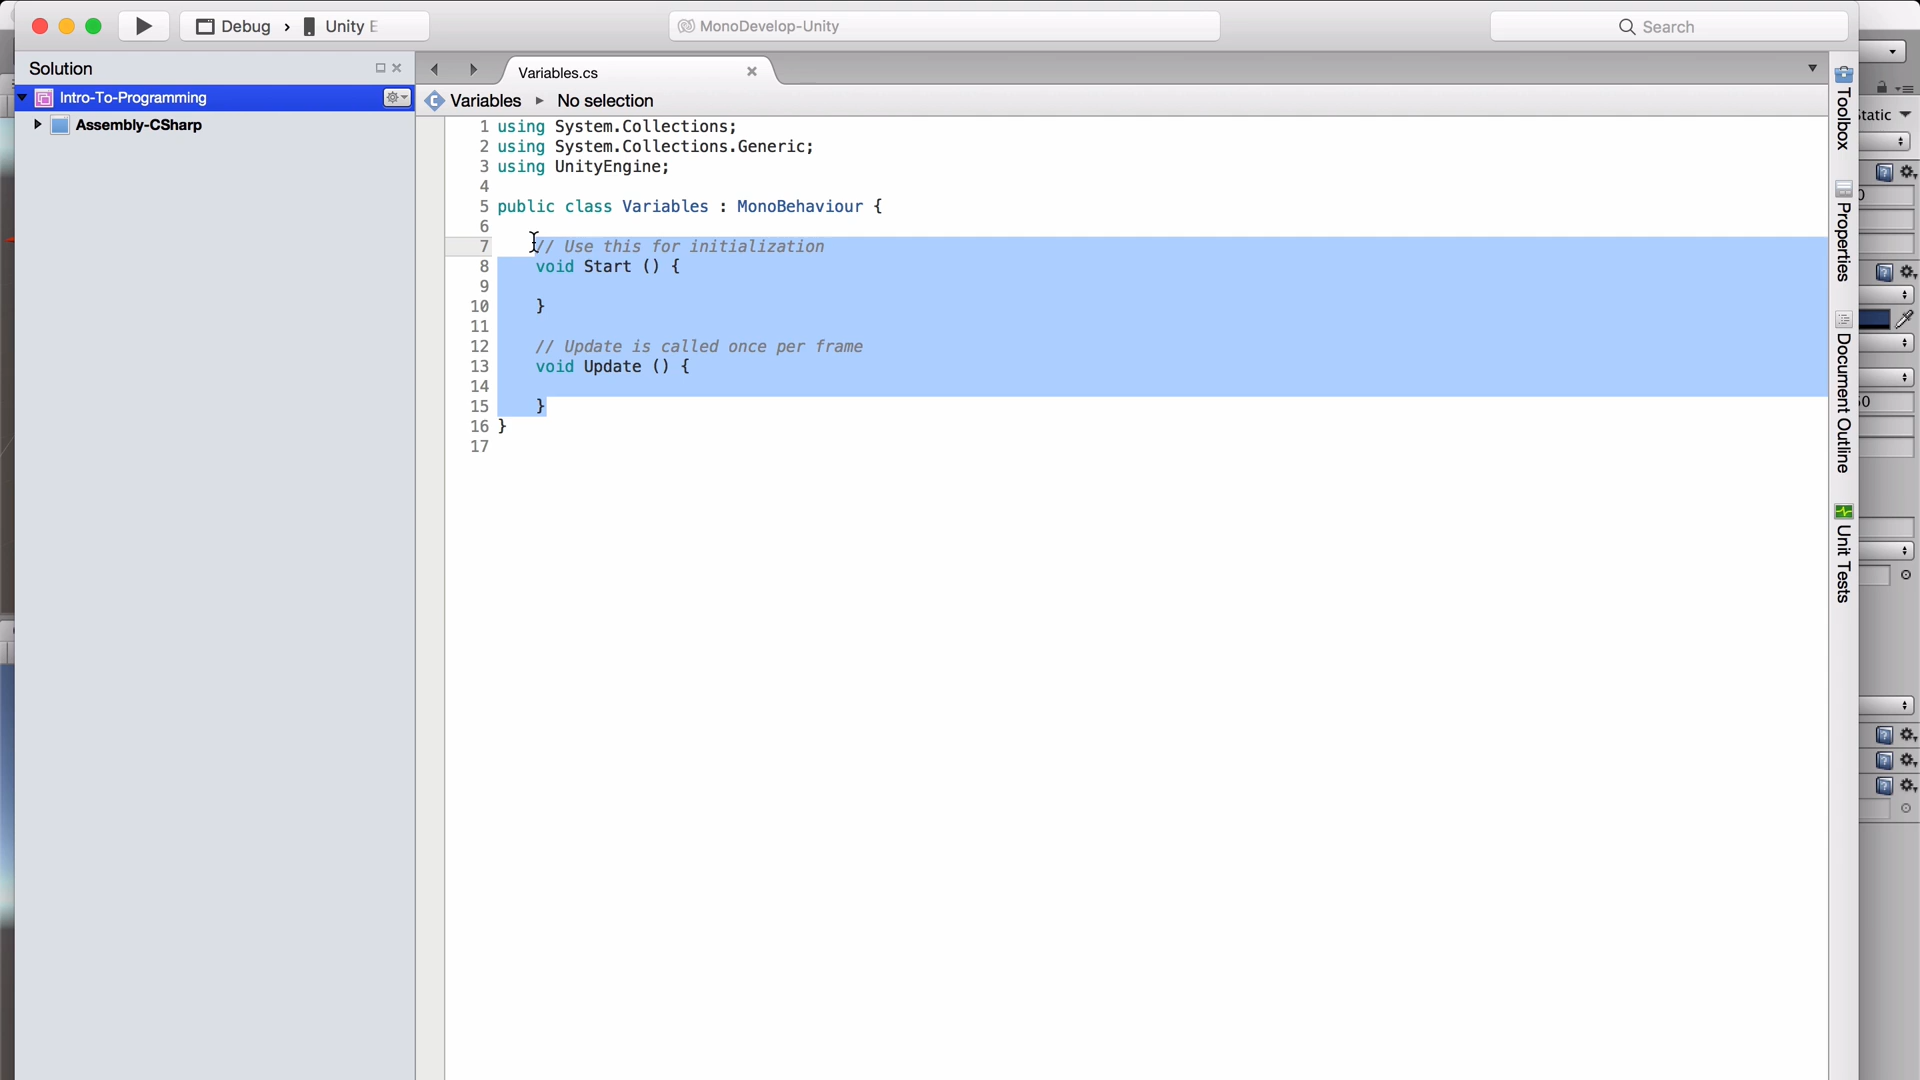 Debug › Unity E
MonoDevelop-Unity
Search
Solution
Variables.cs
Intro-To-Programming
Variables ▸ No selection
Assembly-CSharp
1 using System.Collections;
2 using System.Collections.Generic;
3 using UnityEngine;
4
5 public class Variables : MonoBehaviour {
6
7 // Use this for initialization
8 void Start () {
9
10 }
11
12 // Update is called once per frame
13 void Update () {
14
15 }
16 }
17
Toolbox
Properties
Document Outline
Unit Tests
tatic
0